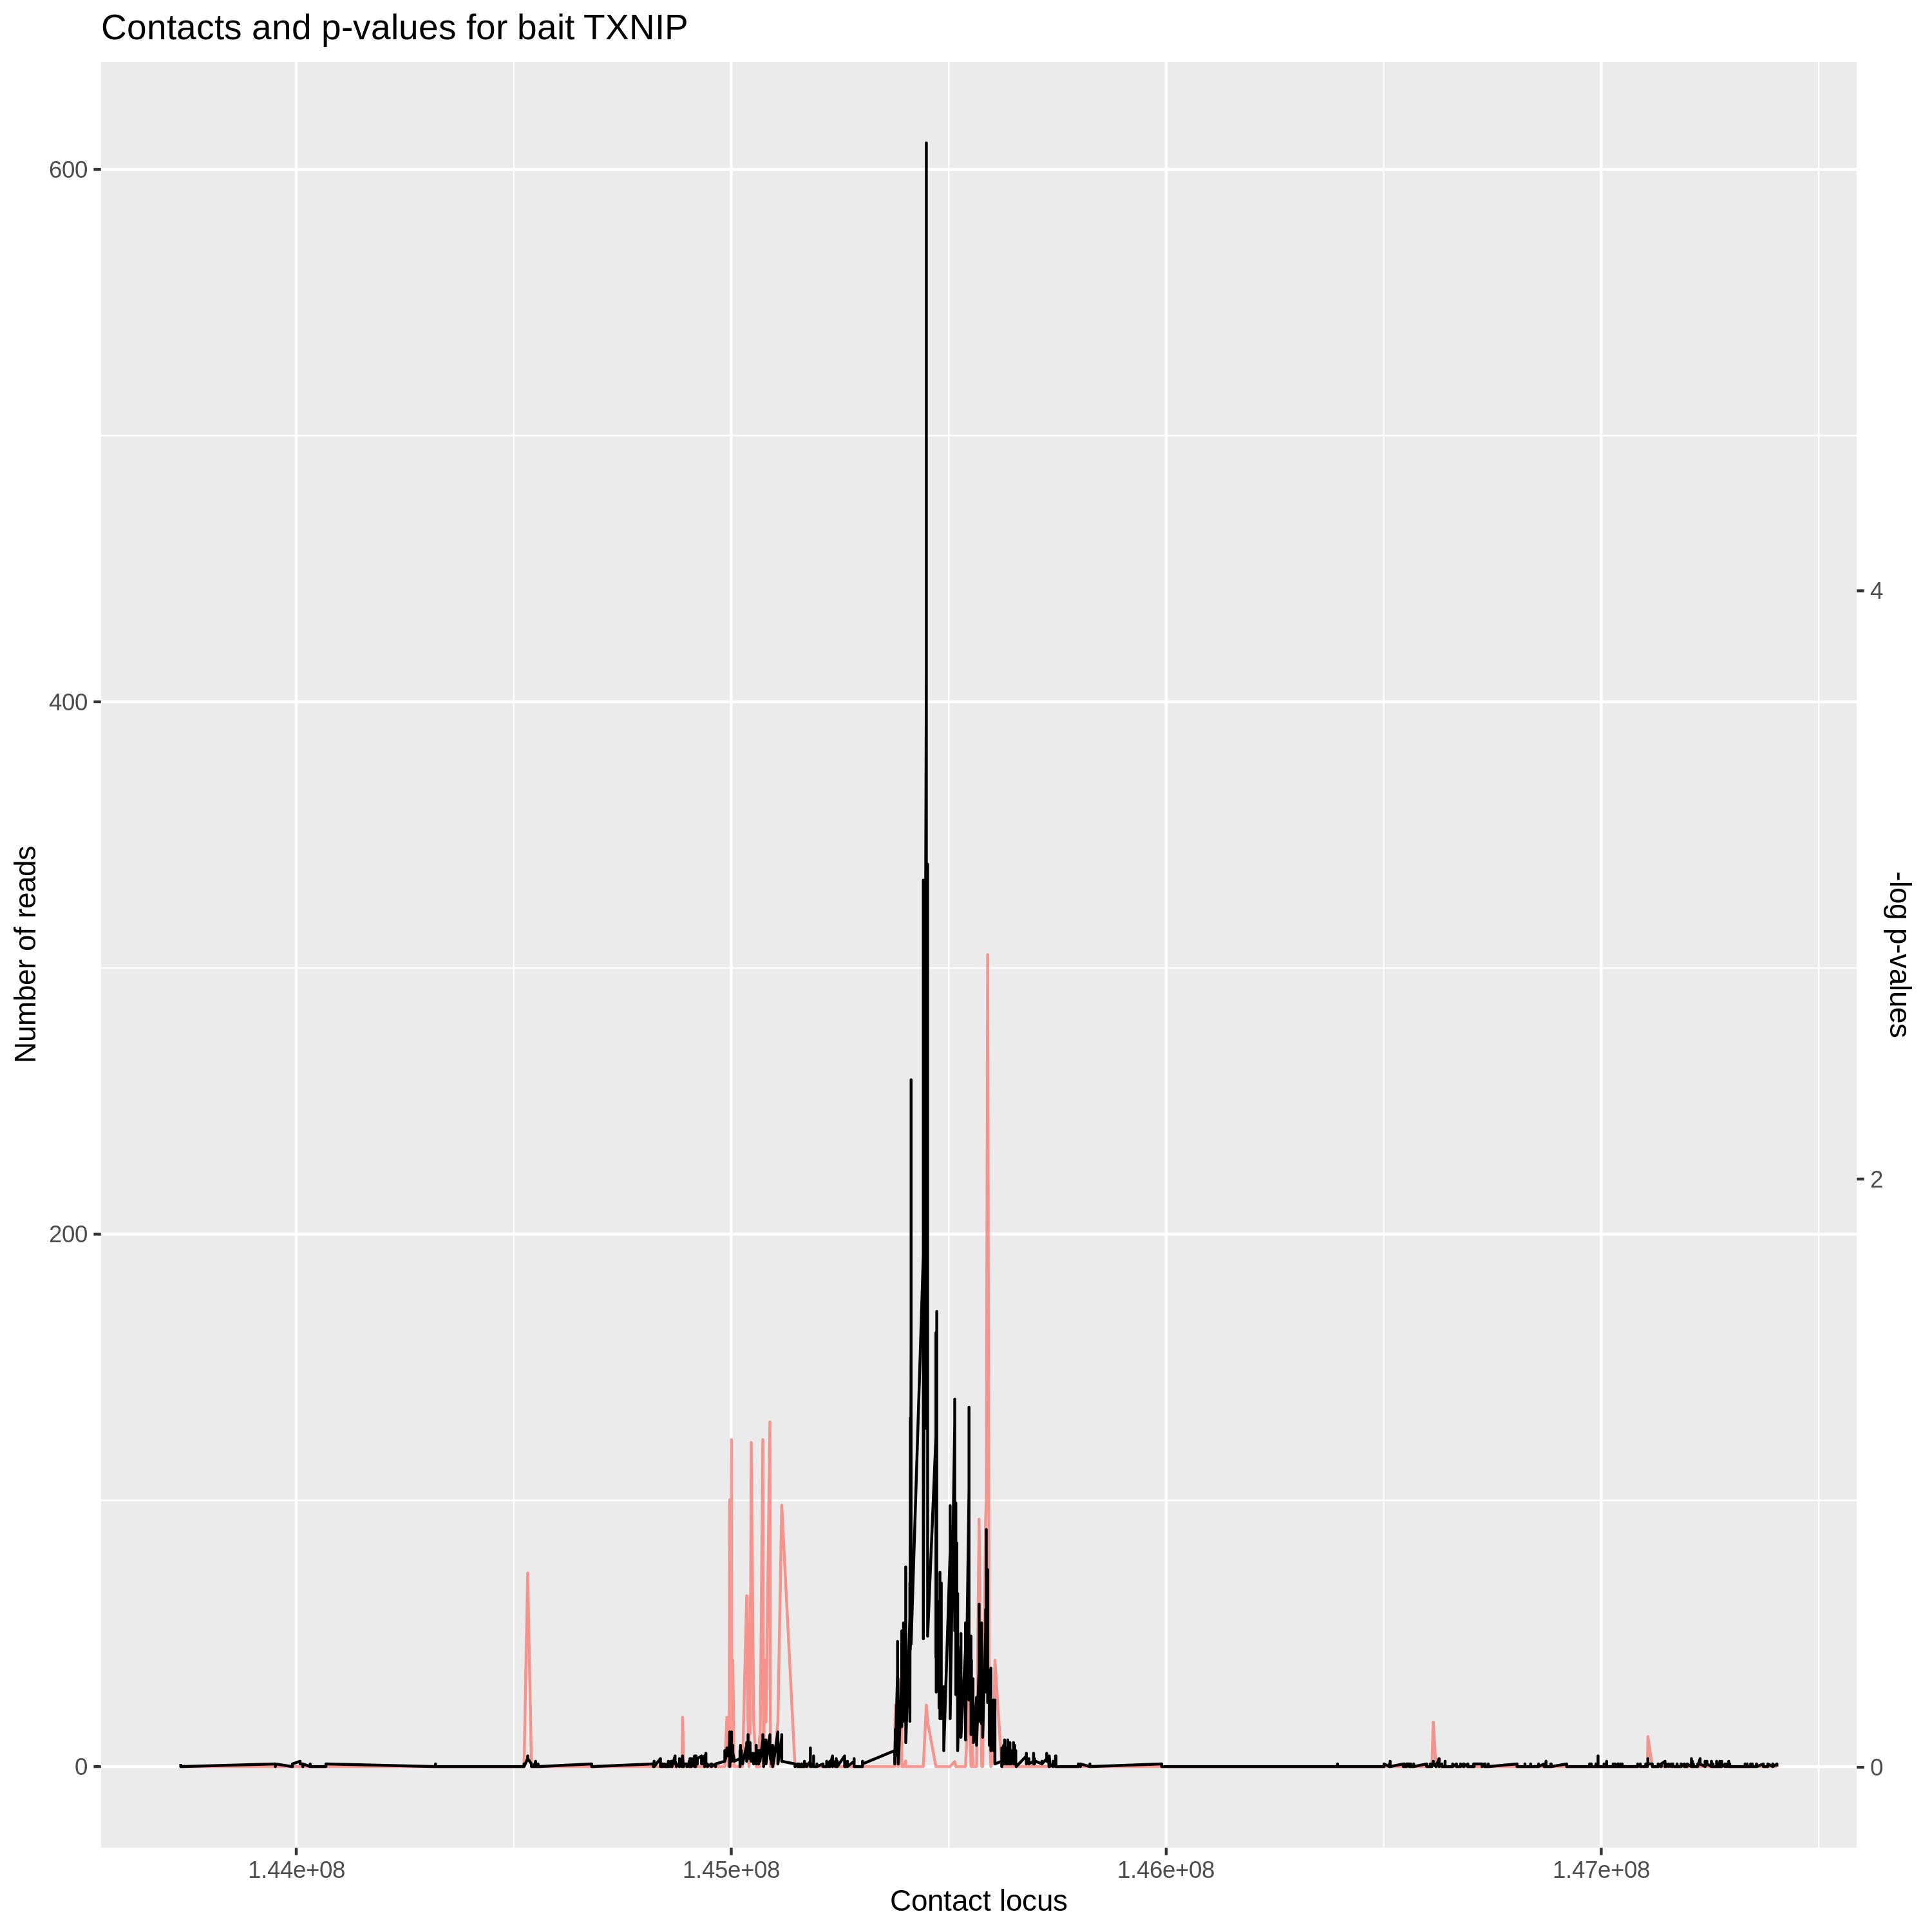 Contacts and p-values for bait TXNIP
600
400
200
0
Number of reads
4
2
0
-log p-values
1.44e+08 1.45e+08 1.46e+08 1.47e+08
Contact locus